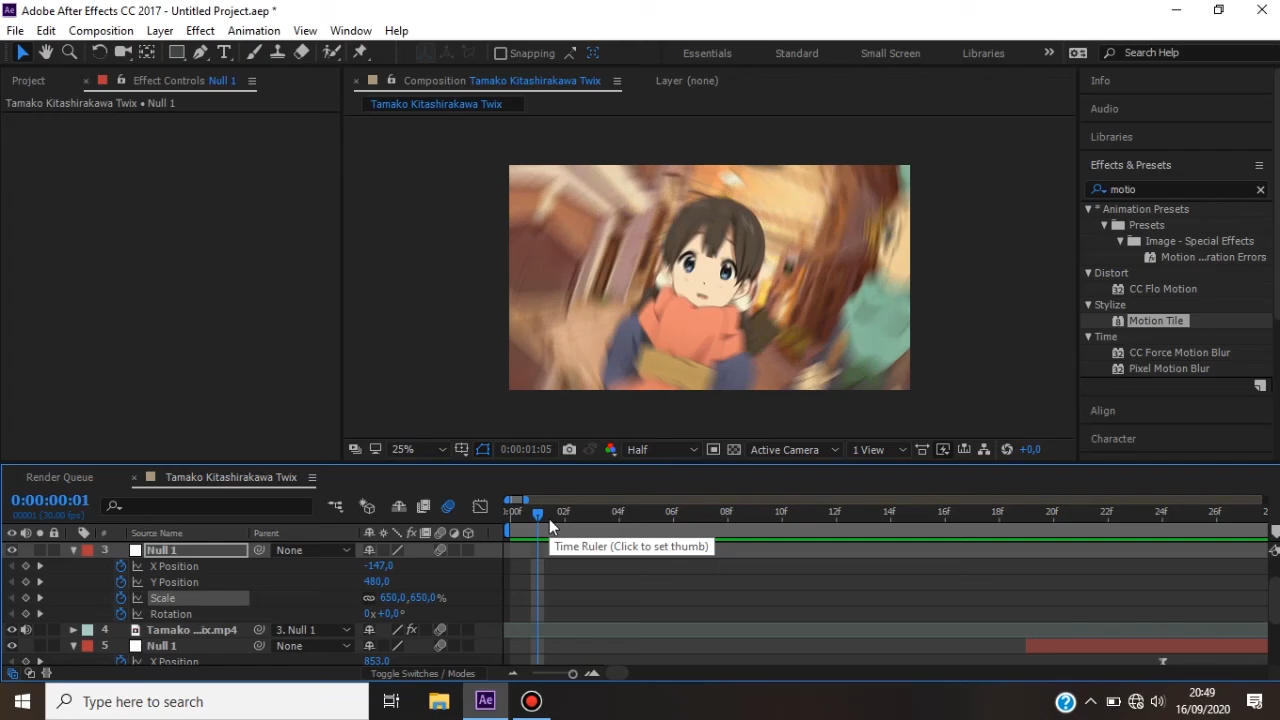 Adobe After Effects CC 2017 - Untitled Project.aep *
File Edit Composition Layer Effect Animation View Window Help
Snapping Essentials Standard Small Screen Libraries Search Help
Project Effect Controls Null 1
Tamako Kitashirakawa Twix • Null 1
Composition Tamako Kitashirakawa Twix Layer (none)
Tamako Kitashirakawa Twix
Info
Audio
Libraries
Effects & Presets
motio
* Animation Presets
Presets
Image - Special Effects
Motion ...ration Errors
Distort
CC Flo Motion
Stylize
Motion Tile
Time
CC Force Motion Blur
Pixel Motion Blur
Align
Character
25% 0:00:01:05 Half Active Camera 1 View +0,0
Render Queue Tamako Kitashirakawa Twix
0:00:00:01
00001 (30.00 fps)
:00f 02f 04f 06f 08f 10f 12f 14f 16f 18f 20f 22f 24f 26f 28f
# Source Name Parent
Time Ruler (Click to set thumb)
3 Null 1 None
X Position -147,0
Y Position 480,0
Scale 650,0,650,0%
Rotation 0x+0,0°
4 Tamako ...ix.mp4 3. Null 1
5 Null 1 None
X Position 853,0
Toggle Switches / Modes
Type here to search
20:49
16/09/2020